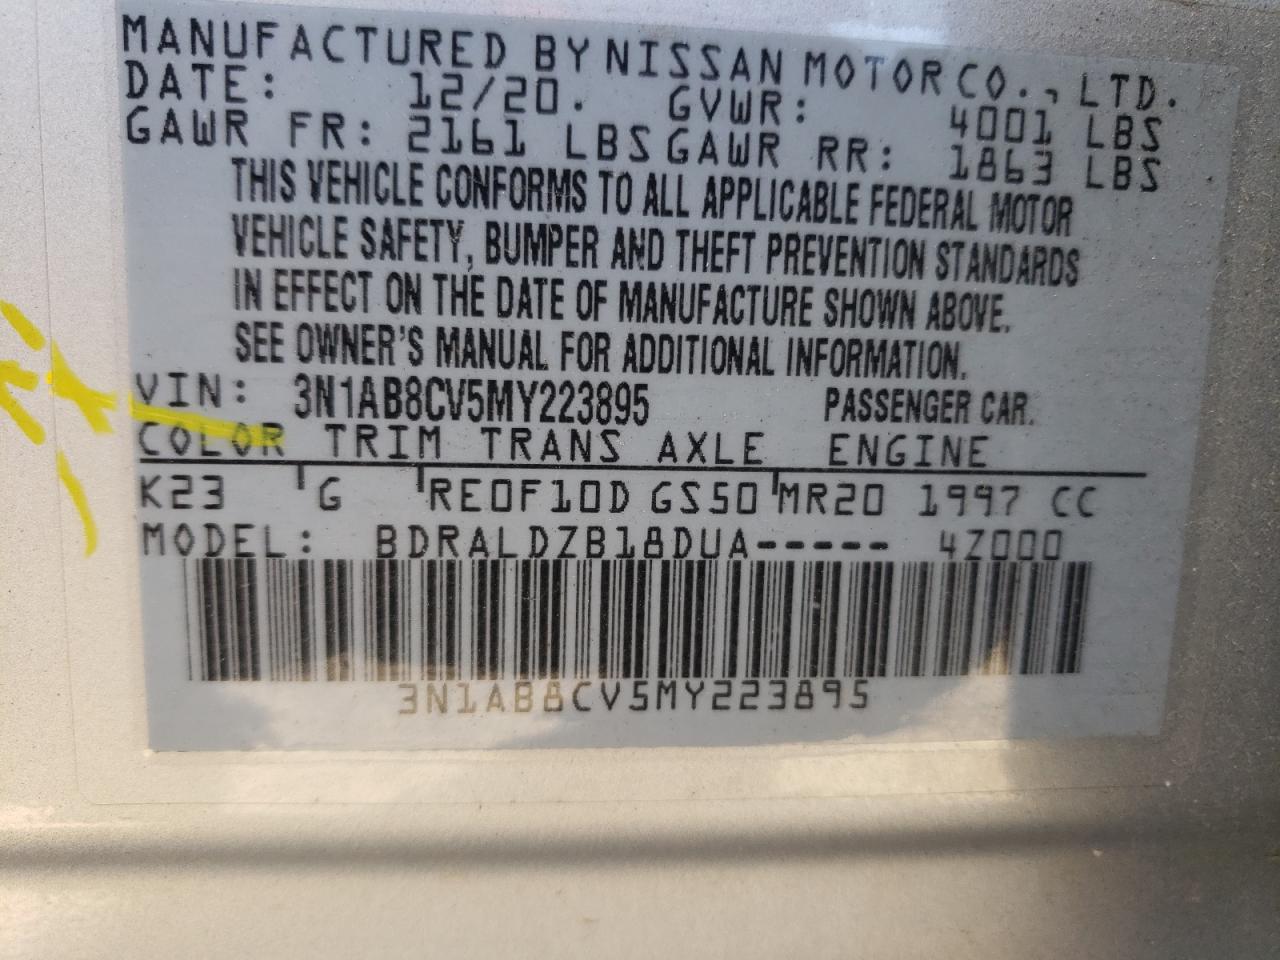 MANUFACTURED BY NISSAN MOTOR CO., LTD.
DATE: 12/20. GVWR: 4001 LBS
GAWR FR: 2161 LBS GAWR RR: 1863 LBS
THIS VEHICLE CONFORMS TO ALL APPLICABLE FEDERAL MOTOR
VEHICLE SAFETY, BUMPER AND THEFT PREVENTION STANDARDS
IN EFFECT ON THE DATE OF MANUFACTURE SHOWN ABOVE.
SEE OWNER'S MANUAL FOR ADDITIONAL INFORMATION.
VIN: 3N1AB8CV5MY223895 PASSENGER CAR.
COLOR TRIM TRANS AXLE ENGINE
K23 G RE0F10D GS50 MR20 1997 CC
MODEL: BDRALDZB18DUA----- 4Z000
3N1AB8CV5MY223895